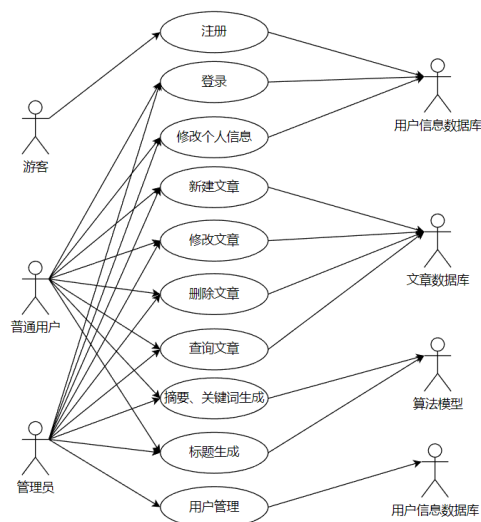 注册
登录
用户信息数据库
修改个人信息
游客
新建文章
修改文章
文章数据库
删除文章
普通用户
查询文章
摘要、关键词生成
算法模型
标题生成
管理员
用户管理
用户信息数据库